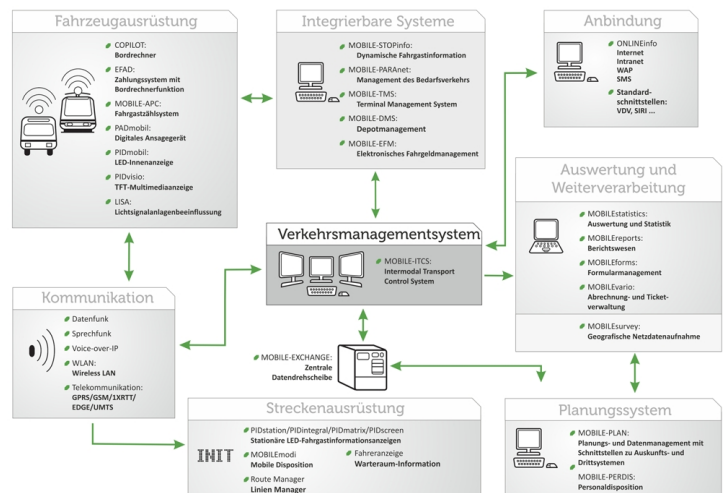 Fahrzeugausrüstung
COPILOT:
Bordrechner
EFAD:
Zahlungssystem mit
Bordrechnerfunktion
MOBILE-APC:
Fahrgastzählsystem
PADmobil:
Digitales Ansagegerät
PIDmobil:
LED-Innenanzeige
PIDvisio:
TFT-Multimediaanzeige
LISA:
Lichtsignalanlagenbeeinflussung
Integrierbare Systeme
MOBILE-STOPinfo:
Dynamische Fahrgastinformation
MOBILE-PARAnet:
Management des Bedarfsverkehrs
MOBILE-TMS:
Terminal Management System
MOBILE-DMS:
Depotmanagement
MOBILE-EFM:
Elektronisches Fahrgeldmanagement
Anbindung
ONLINEinfo
Internet
Intranet
WAP
SMS
Standard-
schnittstellen:
VDV, SIRI ...
Auswertung und
Weiterverarbeitung
MOBILEstatistics:
Auswertung und Statistik
MOBILEreports:
Berichtswesen
MOBILEforms:
Formularmanagement
MOBILEvario:
Abrechnung- und Ticket-
verwaltung
MOBILEsurvey:
Geografische Netzdatenaufnahme
Verkehrsmanagementsystem
MOBILE-ITCS:
Intermodal Transport
Control System
Kommunikation
Datenfunk
Sprechfunk
Voice-over-IP
WLAN:
Wireless LAN
Telekommunikation:
GPRS/GSM/1XRTT/
EDGE/UMTS
MOBILE-EXCHANGE:
Zentrale
Datendrehscheibe
Streckenausrüstung
INIT
PIDstation/PIDintegral/PIDmatrix/PIDscreen
Stationäre LED-Fahrgastinformationsanzeigen
MOBILEmodi
Mobile Disposition
Fahreranzeige
Warteraum-Information
Route Manager
Linien Manager
Planungssystem
MOBILE-PLAN:
Planungs- und Datenmanagement mit
Schnittstellen zu Auskunfts- und
Drittsystemen
MOBILE-PERDIS:
Personaldisposition